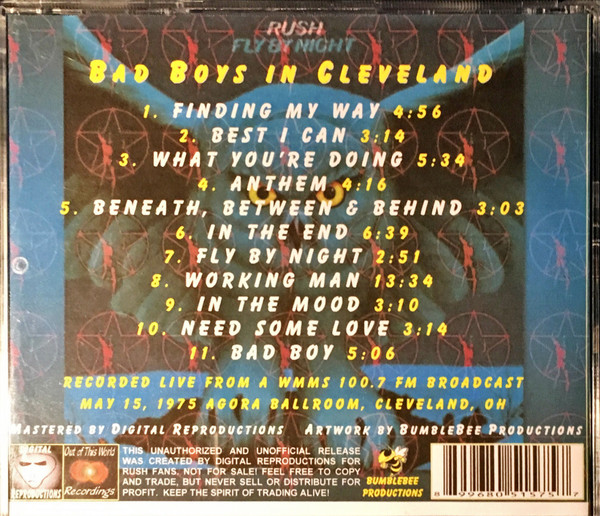 RUSH
FLY BY NIGHT
BAD BOYS IN CLEVELAND
1. FINDING MY WAY 4:56
2. BEST I CAN 3:14
3. WHAT YOU'RE DOING 5:34
4. ANTHEM 4:16
5. BENEATH, BETWEEN & BEHIND 3:03
6. IN THE END 6:39
7. FLY BY NIGHT 2:51
8. WORKING MAN 13:34
9. IN THE MOOD 3:10
10. NEED SOME LOVE 3:14
11. BAD BOY 5:06
RECORDED LIVE FROM A WMMS 100.7 FM BROADCAST
MAY 15, 1975 AGORA BALLROOM, CLEVELAND, OH
MASTERED BY DIGITAL REPRODUCTIONS ARTWORK BY BUMBLEBEE PRODUCTIONS
DIGITAL
REPRODUCTIONS
Out of This World
Recordings
THIS UNAUTHORIZED AND UNOFFICIAL RELEASE
WAS CREATED BY DIGITAL REPRODUCTIONS FOR
RUSH FANS, NOT FOR SALE! FEEL FREE TO COPY
AND TRADE, BUT NEVER SELL OR DISTRIBUTE FOR
PROFIT. KEEP THE SPIRIT OF TRADING ALIVE!
BUMBLEBEE
PRODUCTIONS
8 99680 51575 7